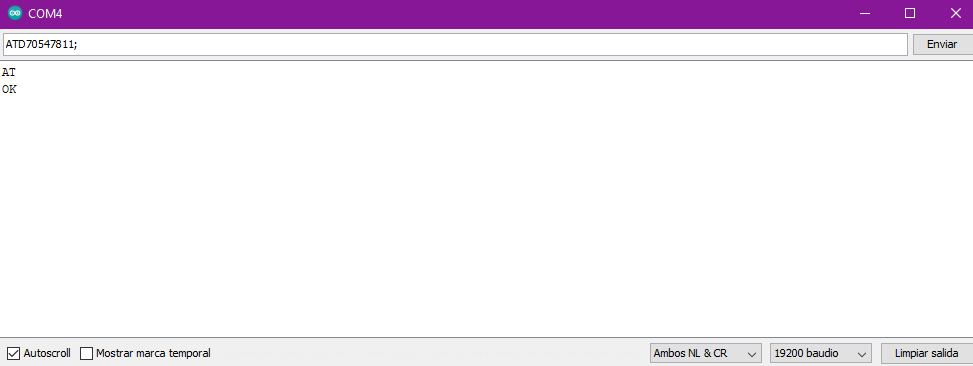 COM4
ATD70547811;
Enviar
AT
OK
Autoscroll
Mostrar marca temporal
Ambos NL & CR
19200 baudio
Limpiar salida